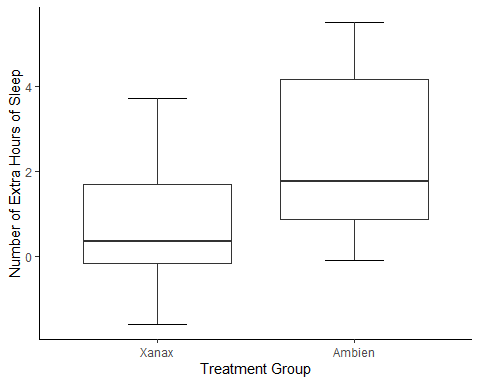 Number of Extra Hours of Sleep
4
2
0
Xanax
Ambien
Treatment Group